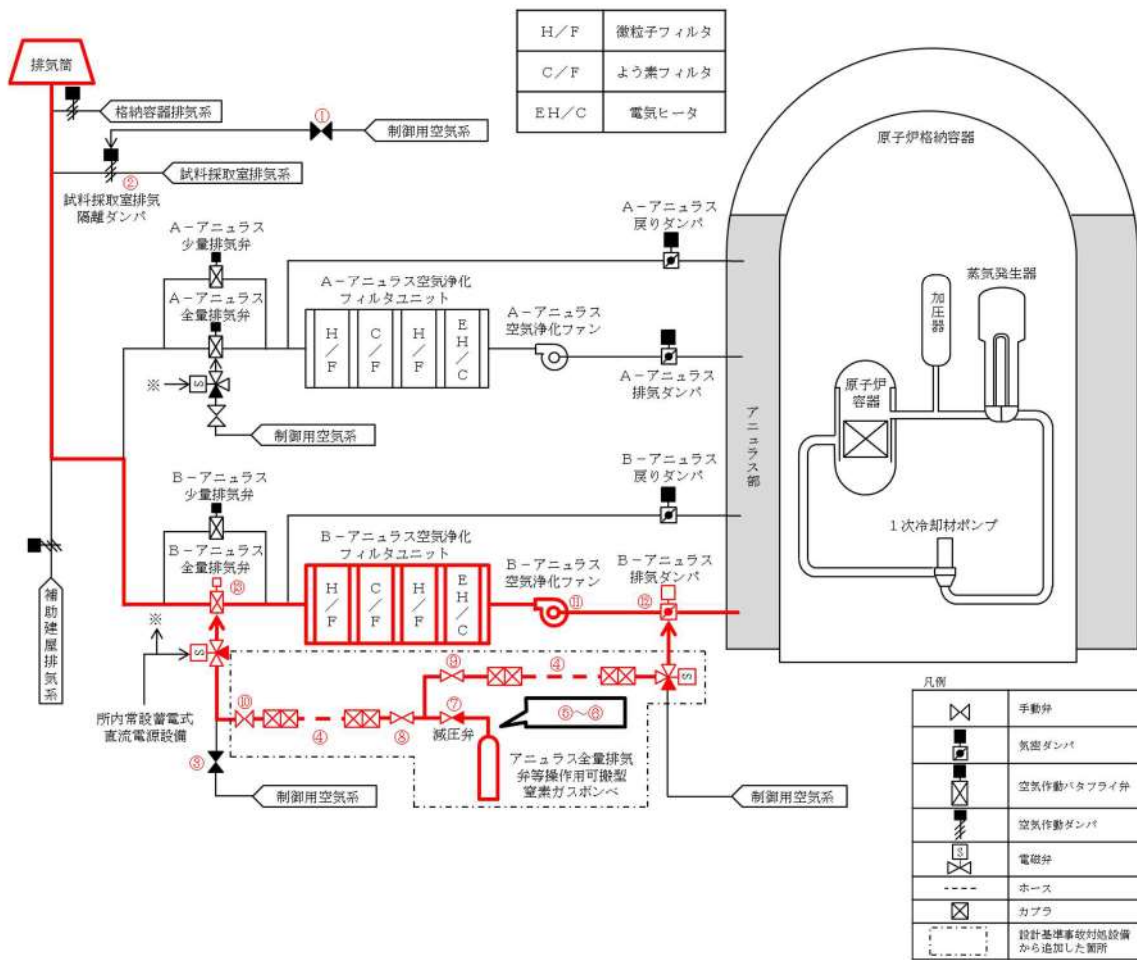 H/F 微粒子フィルタ
C/F よう素フィルタ
EH/C 電気ヒータ
排気筒
格納容器排気系
①
制御用空気系
②
試料採取室排気系
試料採取室排気
隔離ダンパ
原子炉格納容器
A-アニュラス
戻りダンパ
A-アニュラス
少量排気弁
A-アニュラス
全量排気弁
A-アニュラス空気浄化
フィルタユニット
H/F
C/F
H/F
EH/C
A-アニュラス
空気浄化ファン
A-アニュラス
排気ダンパ
※
S
制御用空気系
蒸気発生器
加圧器
原子炉
容器
アニュラス部
1次冷却材ポンプ
B-アニュラス
戻りダンパ
B-アニュラス
少量排気弁
B-アニュラス
全量排気弁
⑬
B-アニュラス空気浄化
フィルタユニット
H/F
C/F
H/F
EH/C
B-アニュラス
空気浄化ファン
⑪
B-アニュラス
排気ダンパ
⑫
補助建屋排気系
※
S
所内常設蓄電式
直流電源設備
⑨
④
S
⑩
④
⑧
⑦
減圧弁
⑤~⑥
アニュラス全量排気
弁等操作用可搬型
窒素ガスボンベ
③
制御用空気系
制御用空気系
凡例
手動弁
気密ダンパ
空気作動バタフライ弁
空気作動ダンパ
S
電磁弁
ホース
カプラ
設計基準事故対処設備
から追加した箇所